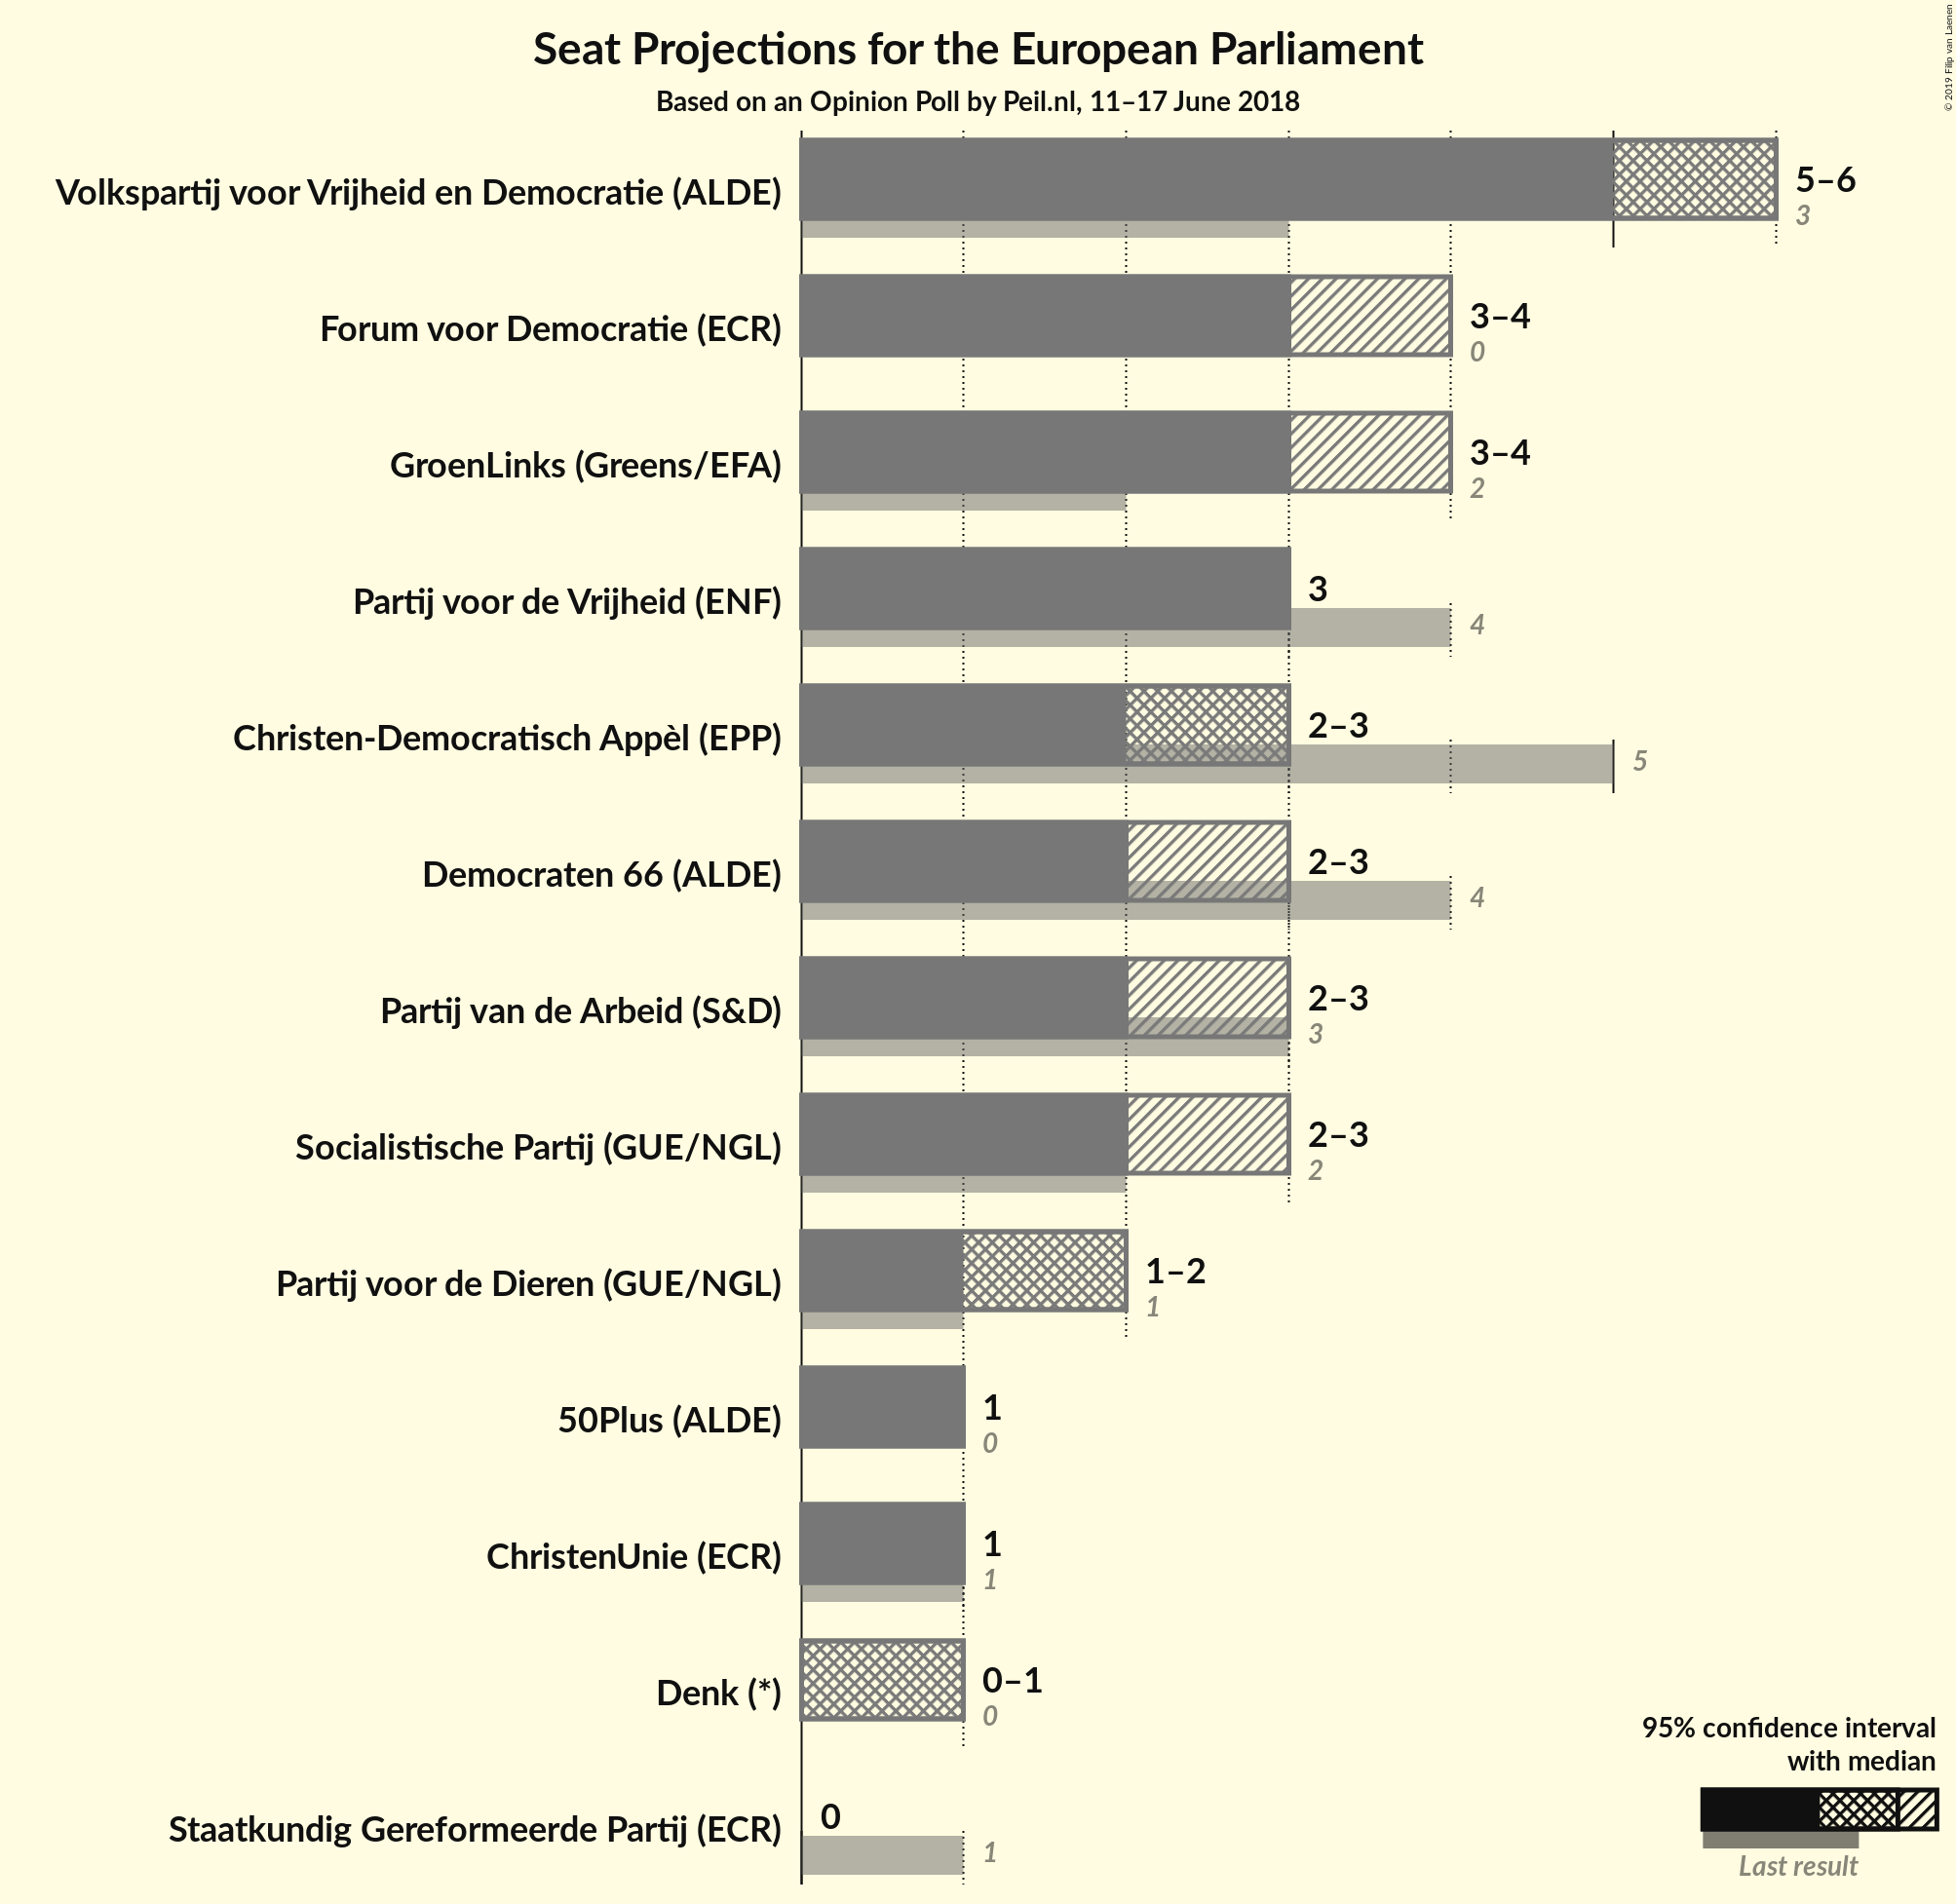 Seat Projections for the European Parliament
Based on an Opinion Poll by Peil.nl, 11–17 June 2018
© 2019 Filip van Laenen
Volkspartij voor Vrijheid en Democratie (ALDE)
5–6
3
Forum voor Democratie (ECR)
3–4
0
GroenLinks (Greens/EFA)
3–4
2
Partij voor de Vrijheid (ENF)
3
4
Christen-Democratisch Appèl (EPP)
2–3
5
Democraten 66 (ALDE)
2–3
4
Partij van de Arbeid (S&D)
2–3
3
Socialistische Partij (GUE/NGL)
2–3
2
Partij voor de Dieren (GUE/NGL)
1–2
1
50Plus (ALDE)
1
0
ChristenUnie (ECR)
1
1
Denk (*)
0–1
0
Staatkundig Gereformeerde Partij (ECR)
0
1
95% confidence interval
with median
Last result